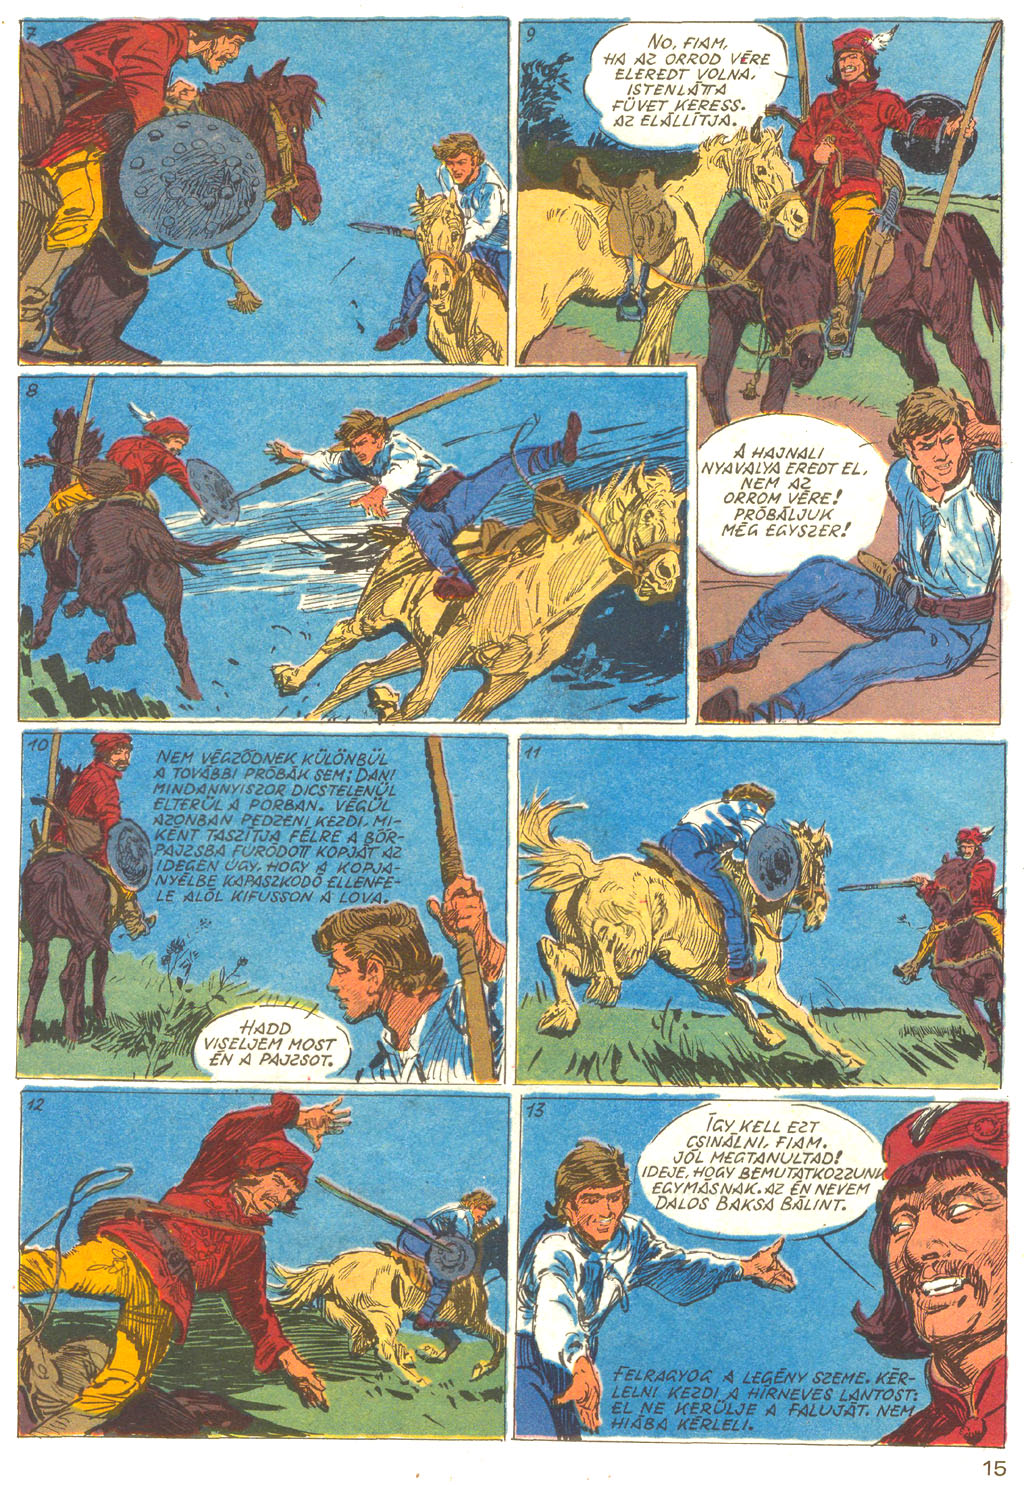 7
8
9
NO, FIAM,
HA AZ ORROD VÉRE
ELEREDT VOLNA,
ISTENLÁTTA
FÜVET KERESS.
AZ ELÁLLÍTJA.
A HAJNALI
NYAVALYA EREDT EL,
NEM AZ
ORROM VÉRE!
PRÓBÁLJUK
MÉG EGYSZER!
10
NEM VÉGZŐDNEK KÜLÖNBÜL
A TOVÁBBI PRÓBÁK SEM; DANI
MINDANNYISZOR DICSTELENÜL
ELTERÜL A PORBAN. VÉGÜL
AZONBAN PEDZENI KEZDI, MI-
KÉNT TASZÍTJA FÉLRE A BŐR-
PAJZSBA FÚRÓDOTT KOPJÁT AZ
IDEGEN ÚGY, HOGY A KOPJA-
NYÉLBE KAPASZKODÓ ELLENFE-
LE ALÓL KIFUSSON A LOVA.
HADD
VISELJEM MOST
ÉN A PAJZSOT.
11
12
13
ÍGY KELL EZT
CSINÁLNI, FIAM.
JÓL MEGTANULTAD!
IDEJE, HOGY BEMUTATKOZZUNK
EGYMÁSNAK. AZ ÉN NEVEM
DALOS BAKSA BÁLINT.
FELRAGYOG A LEGÉNY SZEME. KÉR-
LELNI KEZDI A HÍRNEVES LANTOST:
EL NE KERÜLJE A FALUJÁT. NEM
HIÁBA KÉRLELI.
15